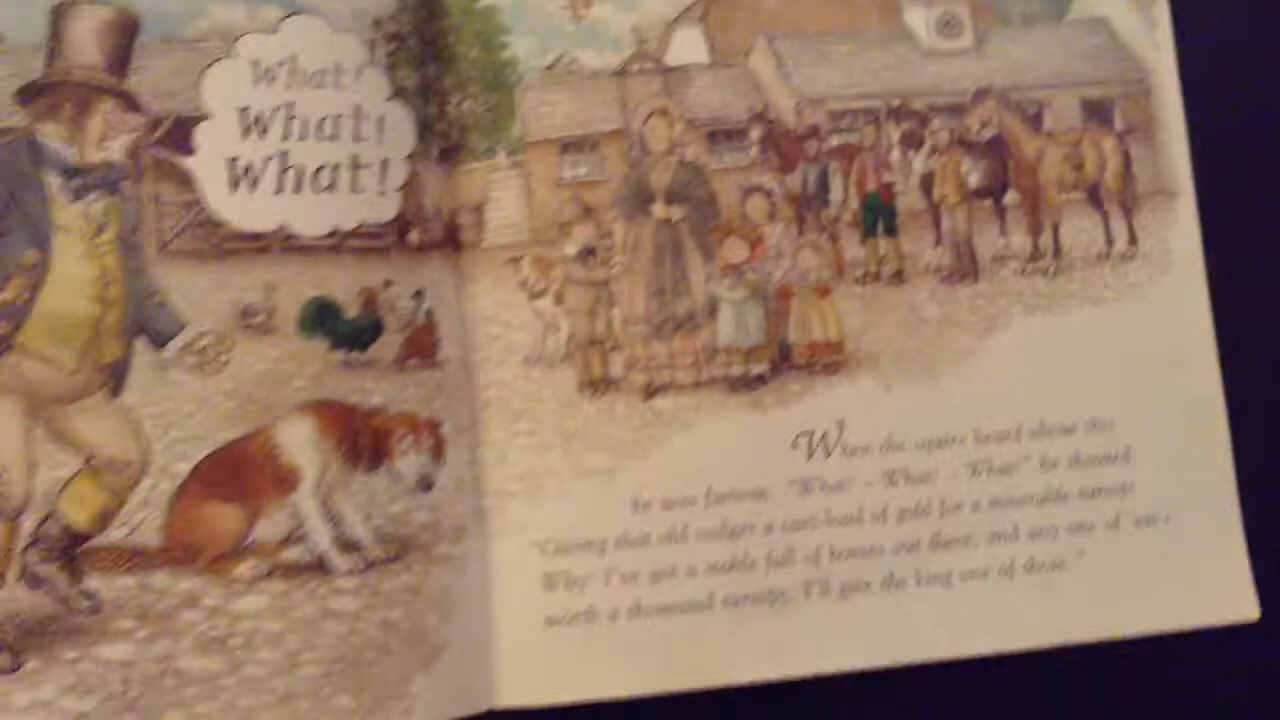 What!
What!
What!
When the squire heard about this
he was furious. "What! - What! - What!" he shouted.
"Giving that old codger a cart-load of gold for a miserable turnip!
Why! I've got a stable full of horses out there, and any one of 'em's
worth a thousand turnips. I'll give the king one of those."